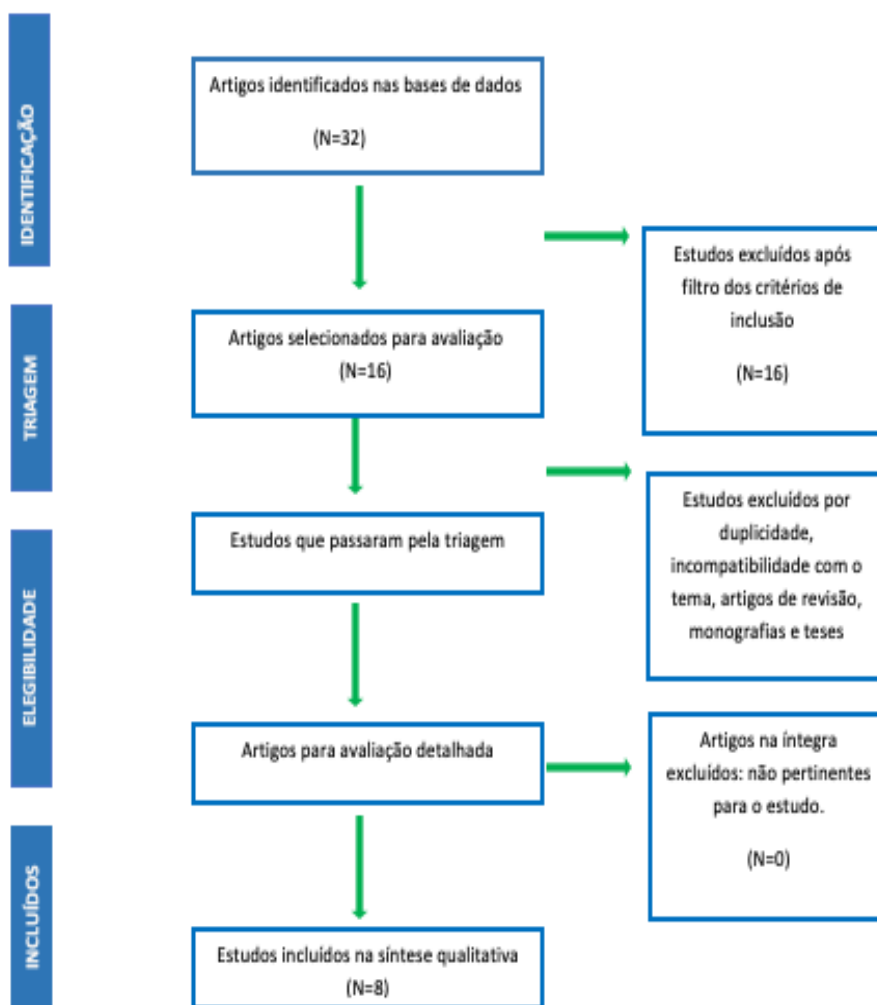 IDENTIFICAÇÃO
Artigos identificados nas bases de dados
(N=32)
Estudos excluídos após
filtro dos critérios de
inclusão
(N=16)
TRIAGEM
Artigos selecionados para avaliação
(N=16)
Estudos excluídos por
duplicidade,
incompatibilidade com o
tema, artigos de revisão,
monografias e teses
ELEGIBILIDADE
Estudos que passaram pela triagem
Artigos para avaliação detalhada
Artigos na íntegra
excluídos: não pertinentes
para o estudo.
(N=0)
INCLUÍDOS
Estudos incluídos na síntese qualitativa
(N=8)